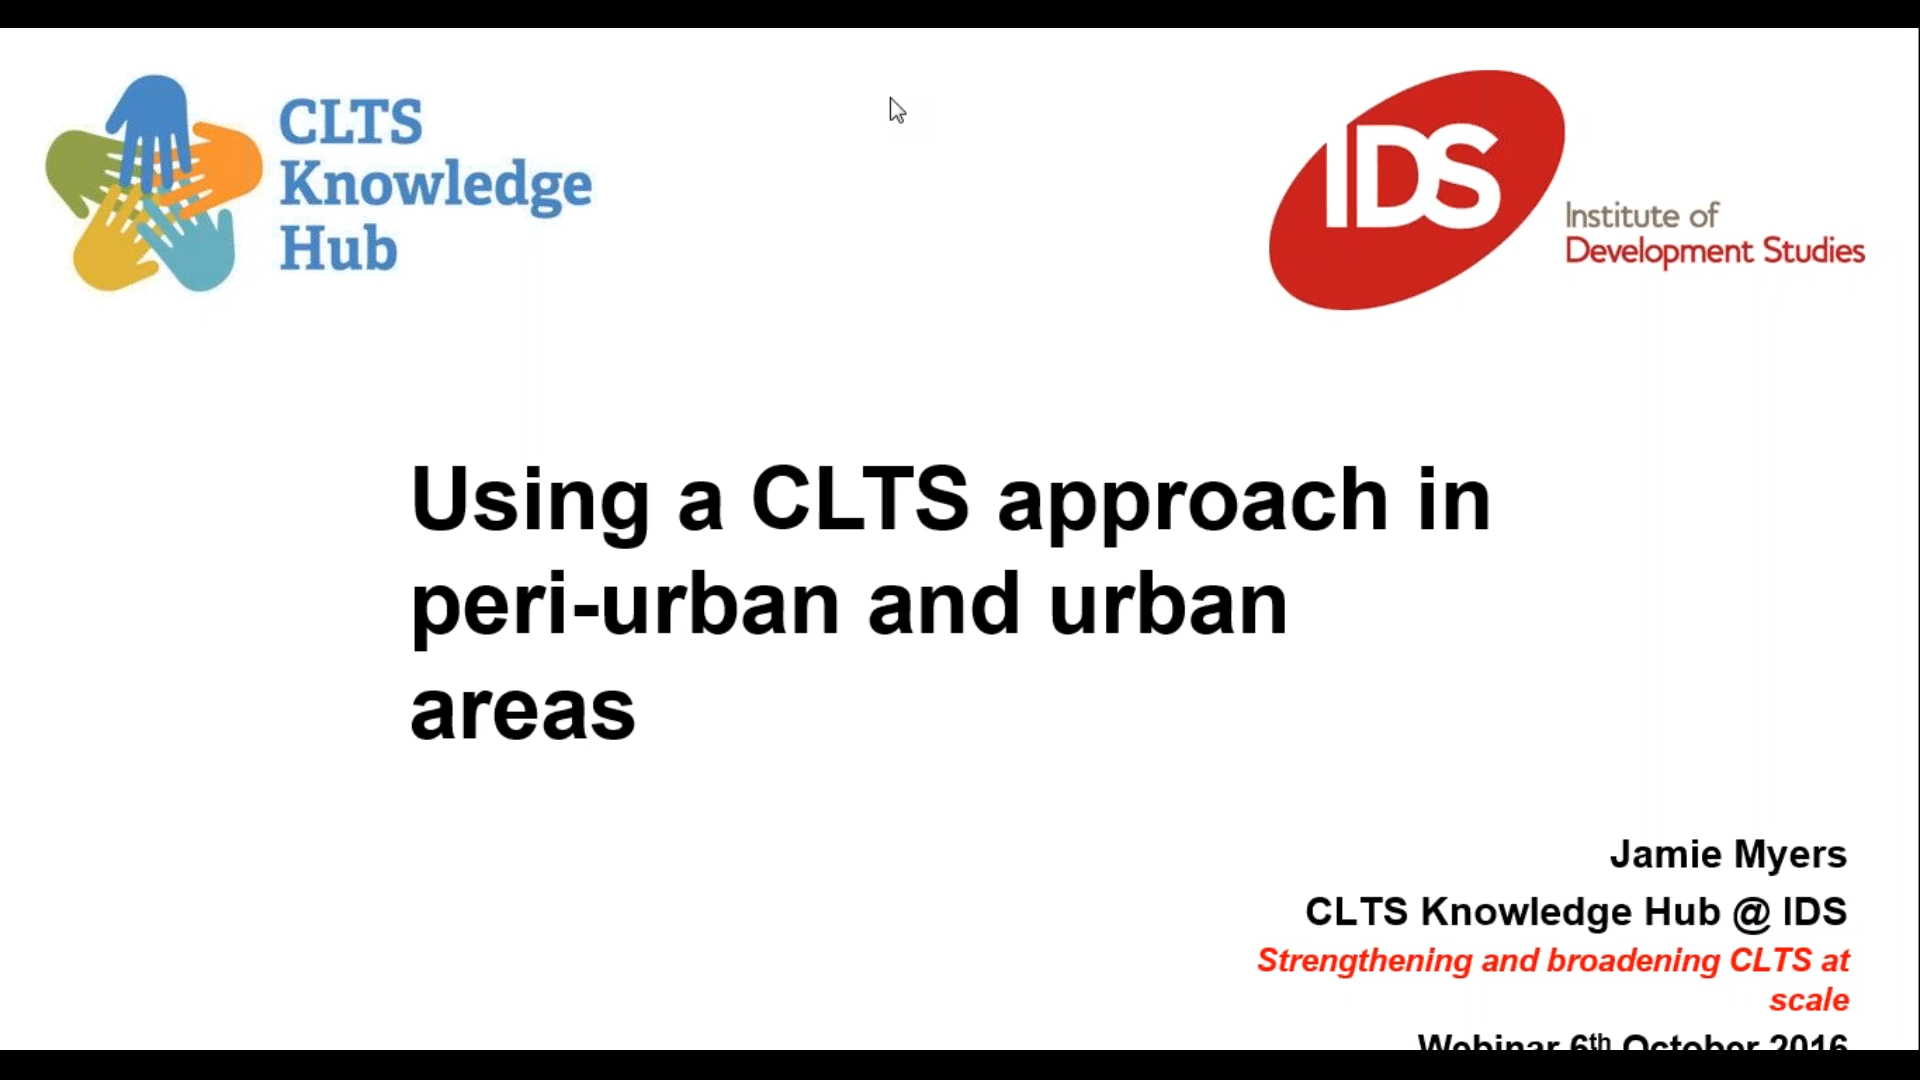 CLTS
Knowledge
Hub
IDS
Institute of
Development Studies
Using a CLTS approach in
peri-urban and urban
areas
Jamie Myers
CLTS Knowledge Hub @ IDS
Strengthening and broadening CLTS at
scale
Webinar 6th October 2016